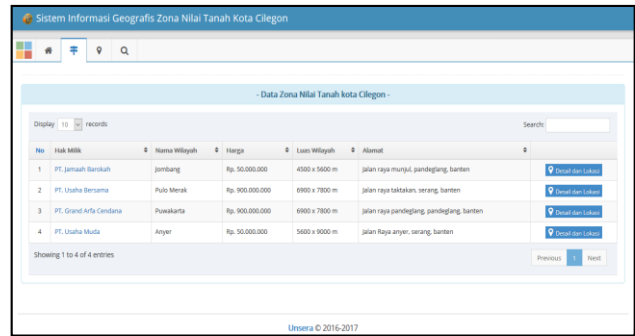 Sistem Informasi Geografis Zona Nilai Tanah Kota Cilegon
- Data Zona Nilai Tanah kota Cilegon -
Display 10 records Search:
No Hak Milik Nama Wilayah Harga Luas Wilayah Alamat
1 PT. Jamaah Barokah Jombang Rp. 50.000.000 4500 x 5600 m Jalan raya munjul, pandeglang, banten Detail dan Lokasi
2 PT. Usaha Bersama Pulo Merak Rp. 900.000.000 6900 x 7800 m Jalan raya taktakan, serang, banten Detail dan Lokasi
3 PT. Grand Arfa Cendana Puwakarta Rp. 900.000.000 6900 x 7800 m Jalan raya pandeglang, pandeglang, banten Detail dan Lokasi
4 PT. Usaha Muda Anyer Rp. 50.000.000 5600 x 9000 m Jalan Raya anyer, serang, banten Detail dan Lokasi
Showing 1 to 4 of 4 entries Previous 1 Next
Unsera © 2016-2017